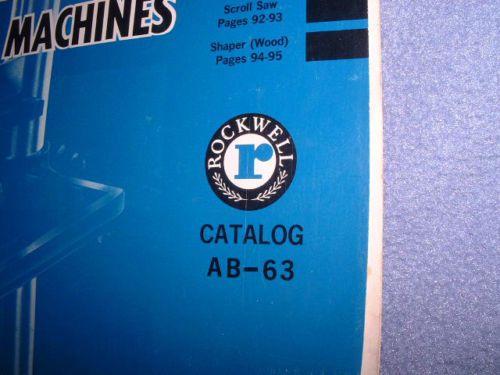 MACHINES
Scroll Saw
Pages 92-93
Shaper (Wood)
Pages 94-95
ROCKWELL
r
CATALOG
AB-63